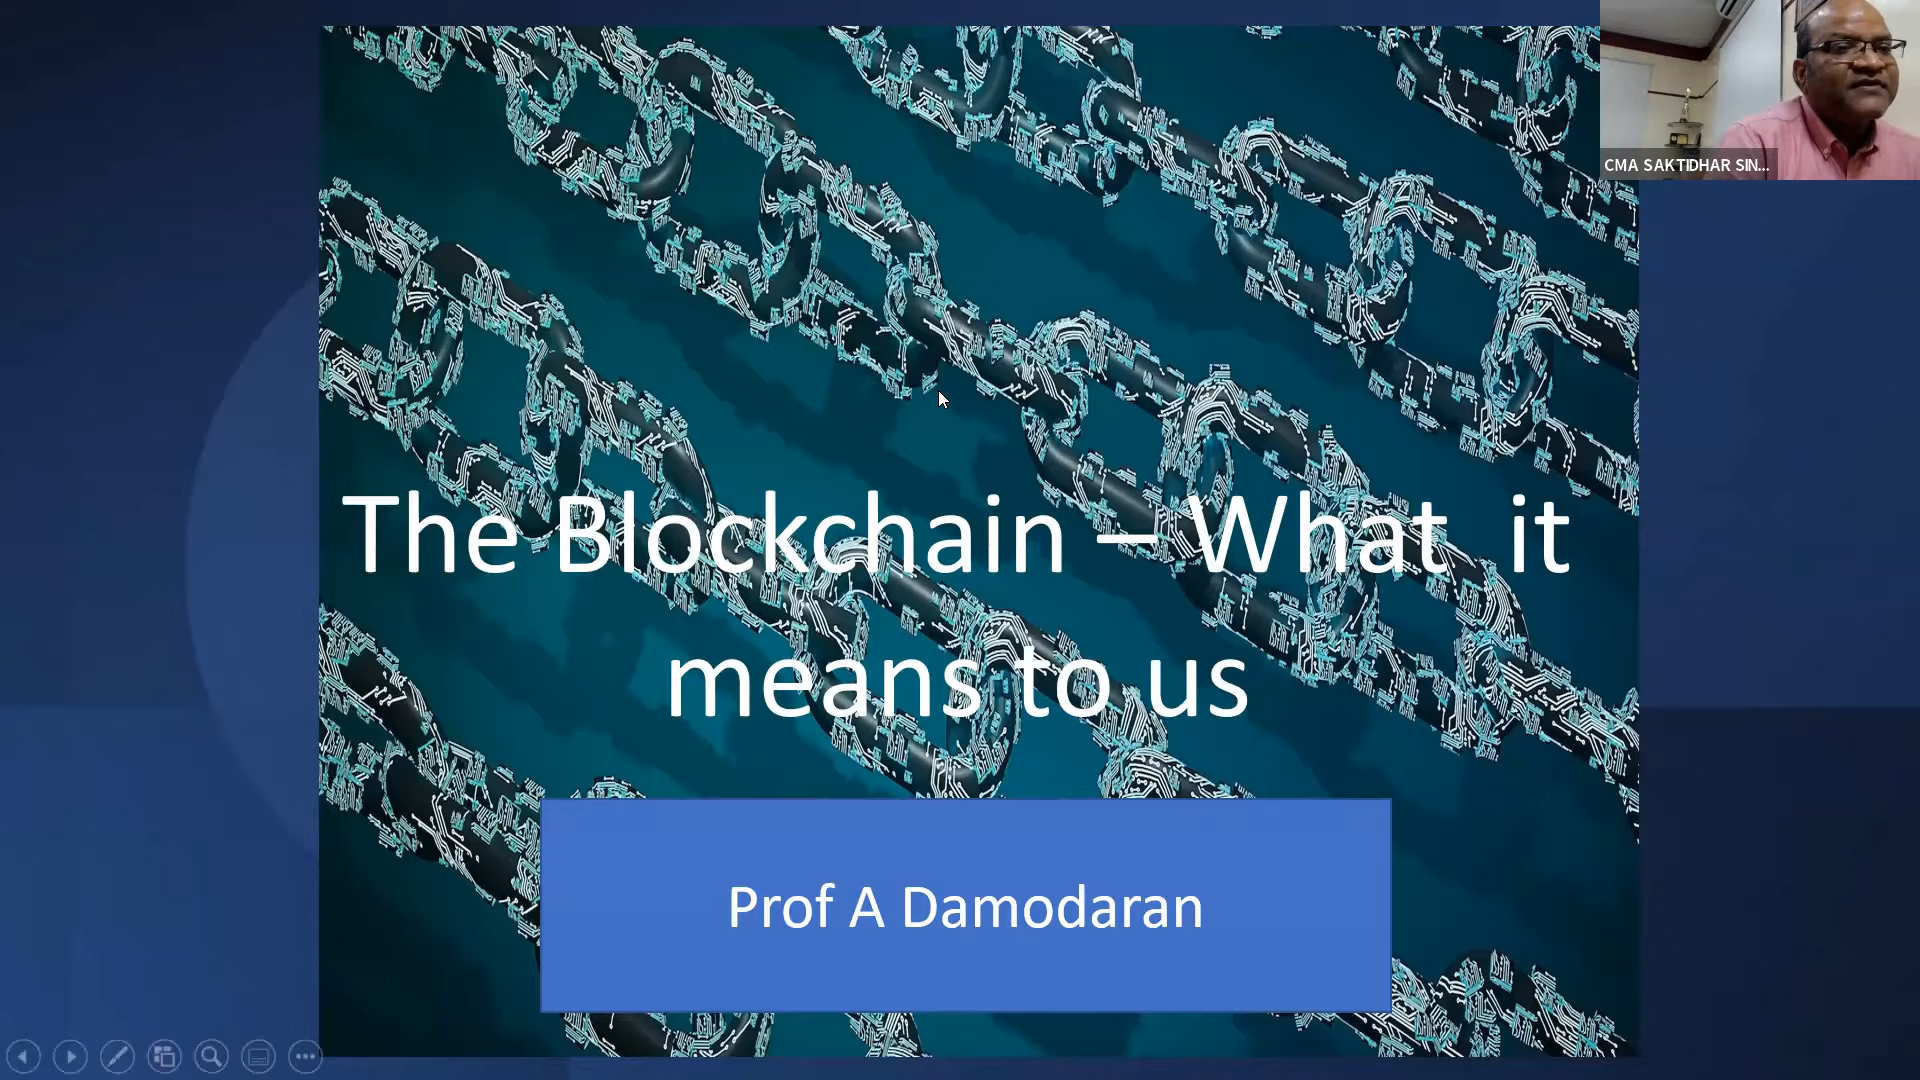 CMA SAKTIDHAR SIN...
The Blockchain – What it
means to us
Prof A Damodaran